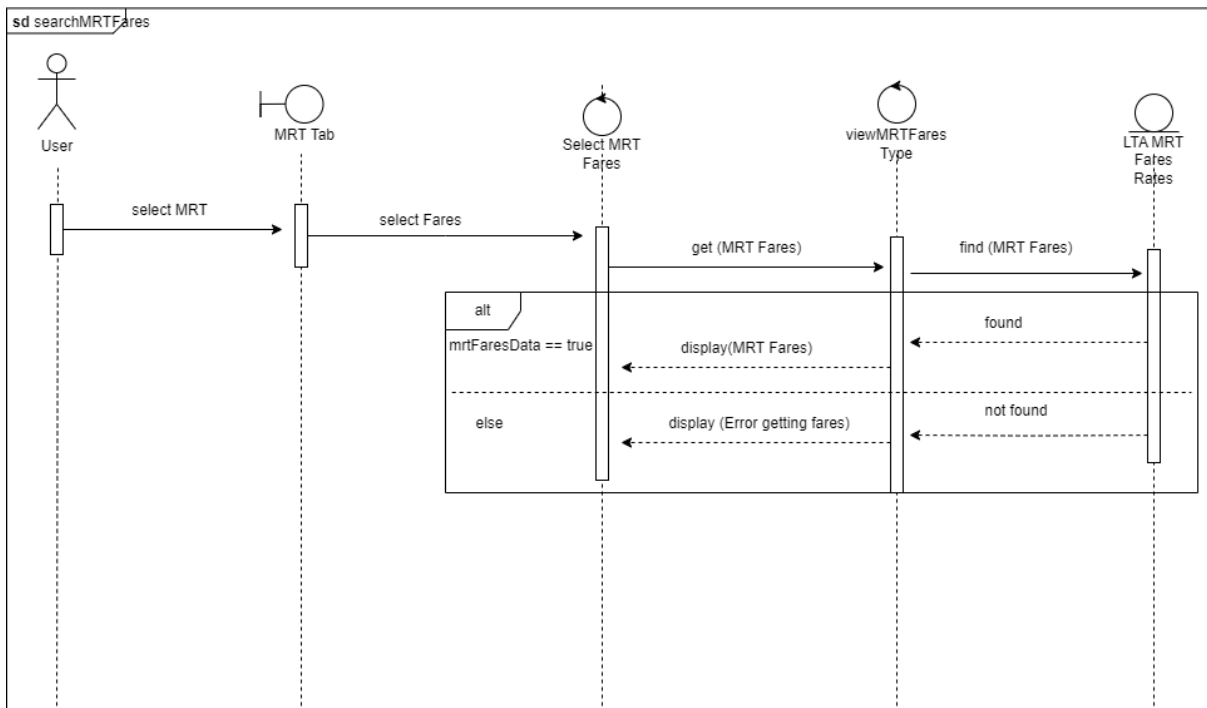 sd searchMRTFares
User
MRT Tab
Select MRT
Fares
viewMRTFares
Type
LTA MRT
Fates
Rates
select MRT
select Fares
get (MRT Fares)
find (MRT Fares)
alt
found
mrtFaresData == true
display(MRT Fares)
not found
else
display (Error getting fares)